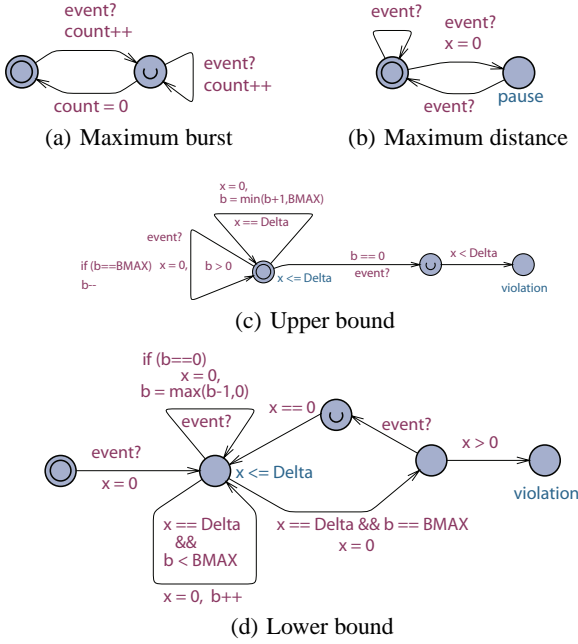 event?
count++
event?
count++
count = 0
(a) Maximum burst
event?
event?
x = 0
event?
pause
(b) Maximum distance
x = 0,
b = min(b+1,BMAX)
x == Delta
event?
if (b==BMAX) x = 0,
b--
b > 0
x <= Delta
b == 0
event?
x < Delta
violation
(c) Upper bound
if (b==0)
x = 0,
b = max(b-1,0)
event?
event?
x = 0
x <= Delta
x == 0
event?
x > 0
violation
x == Delta
&&
b < BMAX
x = 0, b++
x == Delta && b == BMAX
x = 0
(d) Lower bound